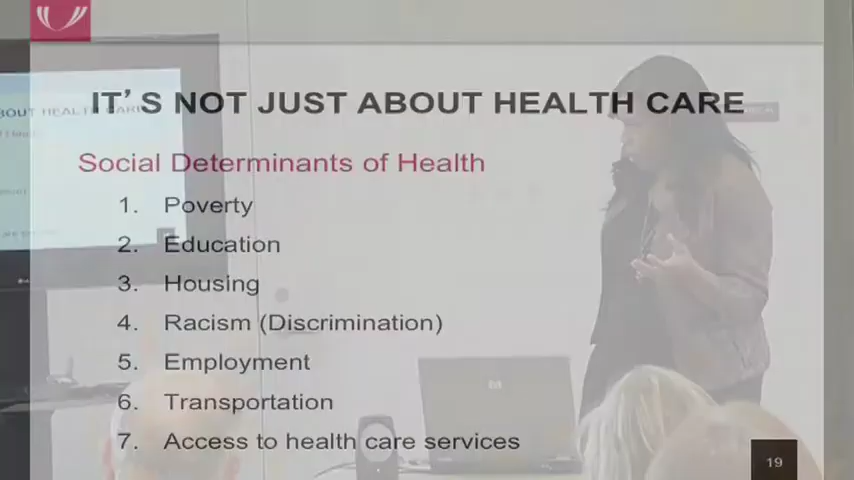 IT'S NOT JUST ABOUT HEALTH CARE
Social Determinants of Health
1. Poverty
2. Education
3. Housing
4. Racism (Discrimination)
5. Employment
6. Transportation
7. Access to health care services
19